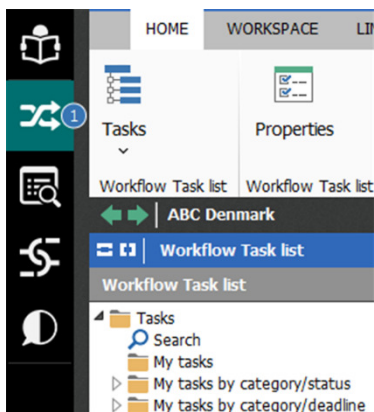 HOME WORKSPACE LI
1
Tasks
Properties
Workflow Task list
Workflow Task list
ABC Denmark
Workflow Task list
Workflow Task list
Tasks
Search
My tasks
My tasks by category/status
My tasks by category/deadline